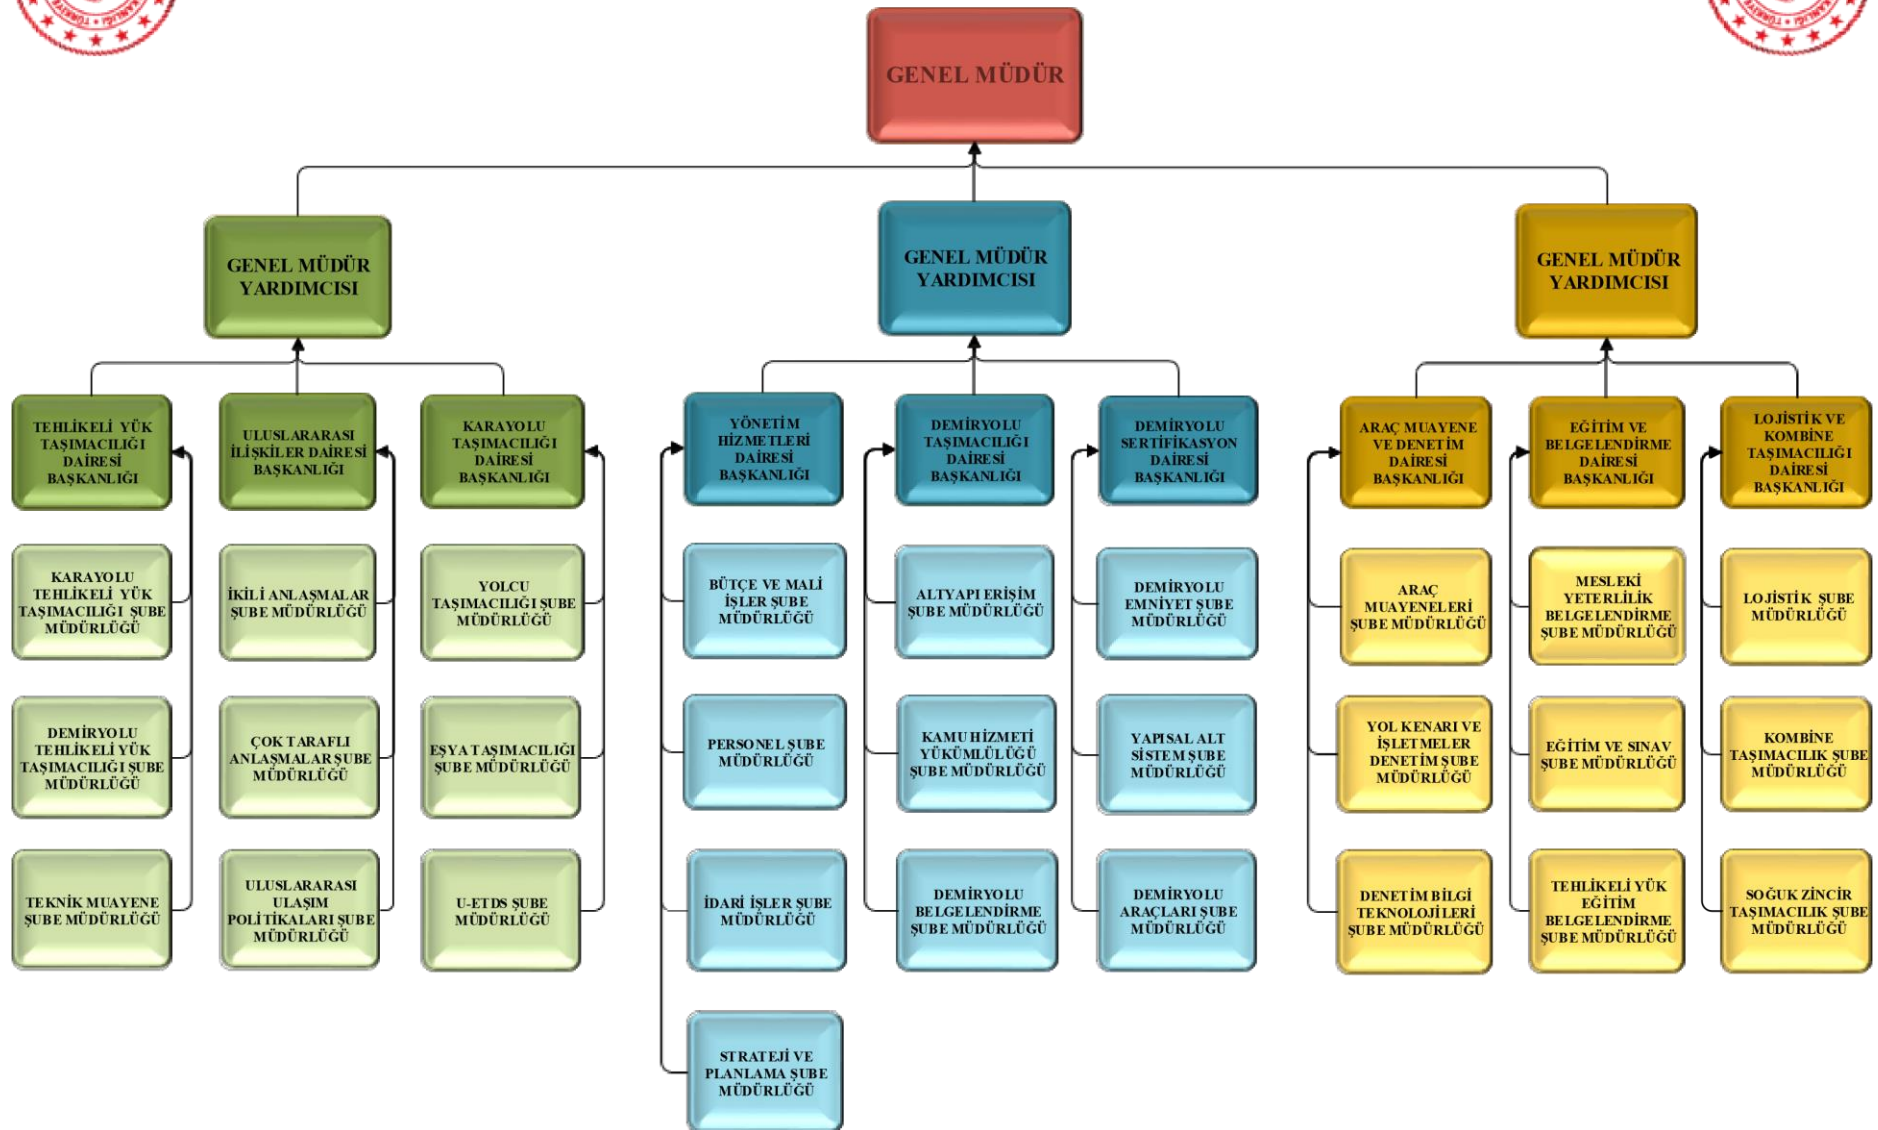 TÜRKİYE
TÜRKİYE
GENEL MÜDÜR
GENEL MÜDÜR
YARDIMCISI
GENEL MÜDÜR
YARDIMCISI
GENEL MÜDÜR
YARDIMCISI
TEHLİKELİ YÜK
TAŞIMACILIĞI
DAİRESİ
BAŞKANLIĞI
ULUSLARARASI
İLİŞKİLER DAİRESİ
BAŞKANLIĞI
KARAYOLU
TAŞIMACILIĞI
DAİRESİ
BAŞKANLIĞI
YÖNETİM
HİZMETLERİ
DAİRESİ
BAŞKANLIĞI
DEMİRYOLU
TAŞIMACILIĞI
DAİRESİ
BAŞKANLIĞI
DEMİRYOLU
SERTİFİKASYON
DAİRESİ
BAŞKANLIĞI
ARAÇ MUAYENE
VE DENETİM
DAİRESİ
BAŞKANLIĞI
EĞİTİM VE
BELGELENDİRME
DAİRESİ
BAŞKANLIĞI
LOJİSTİK VE
KOMBİNE
TAŞIMACILIĞI
DAİRESİ
BAŞKANLIĞI
KARAYOLU
TEHLİKELİ YÜK
TAŞIMACILIĞI ŞUBE
MÜDÜRLÜĞÜ
İKİLİ ANLAŞMALAR
ŞUBE MÜDÜRLÜĞÜ
YOLCU
TAŞIMACILIĞI ŞUBE
MÜDÜRLÜĞÜ
BÜTÇE VE MALİ
İŞLER ŞUBE
MÜDÜRLÜĞÜ
ALTYAPI ERİŞİM
ŞUBE MÜDÜRLÜĞÜ
DEMİRYOLU
EMNİYET ŞUBE
MÜDÜRLÜĞÜ
ARAÇ
MUAYENELERİ
ŞUBE MÜDÜRLÜĞÜ
MESLEKİ
YETERLİLİK
BELGELENDİRME
ŞUBE MÜDÜRLÜĞÜ
LOJİSTİK ŞUBE
MÜDÜRLÜĞÜ
DEMİRYOLU
TEHLİKELİ YÜK
TAŞIMACILIĞI ŞUBE
MÜDÜRLÜĞÜ
ÇOK TARAFLI
ANLAŞMALAR ŞUBE
MÜDÜRLÜĞÜ
EŞYA TAŞIMACILIĞI
ŞUBE MÜDÜRLÜĞÜ
PERSONEL ŞUBE
MÜDÜRLÜĞÜ
KAMU HİZMETİ
YÜKÜMLÜLÜĞÜ
ŞUBE MÜDÜRLÜĞÜ
YAPISAL ALT
SİSTEM ŞUBE
MÜDÜRLÜĞÜ
YOL KENARI VE
İŞLETMELER
DENETİM ŞUBE
MÜDÜRLÜĞÜ
EĞİTİM VE SINAV
ŞUBE MÜDÜRLÜĞÜ
KOMBİNE
TAŞIMACILIK ŞUBE
MÜDÜRLÜĞÜ
TEKNİK MUAYENE
ŞUBE MÜDÜRLÜĞÜ
ULUSLARARASI
ULAŞIM
POLİTİKALARI ŞUBE
MÜDÜRLÜĞÜ
U-ETDS ŞUBE
MÜDÜRLÜĞÜ
İDARİ İŞLER ŞUBE
MÜDÜRLÜĞÜ
DEMİRYOLU
BELGELENDİRME
ŞUBE MÜDÜRLÜĞÜ
DEMİRYOLU
ARAÇLARI ŞUBE
MÜDÜRLÜĞÜ
DENETİM BİLGİ
TEKNOLOJİLERİ
ŞUBE MÜDÜRLÜĞÜ
TEHLİKELİ YÜK
EĞİTİM
BELGELENDİRME
ŞUBE MÜDÜRLÜĞÜ
SOĞUK ZİNCİR
TAŞIMACILIK ŞUBE
MÜDÜRLÜĞÜ
STRATEJİ VE
PLANLAMA ŞUBE
MÜDÜRLÜĞÜ